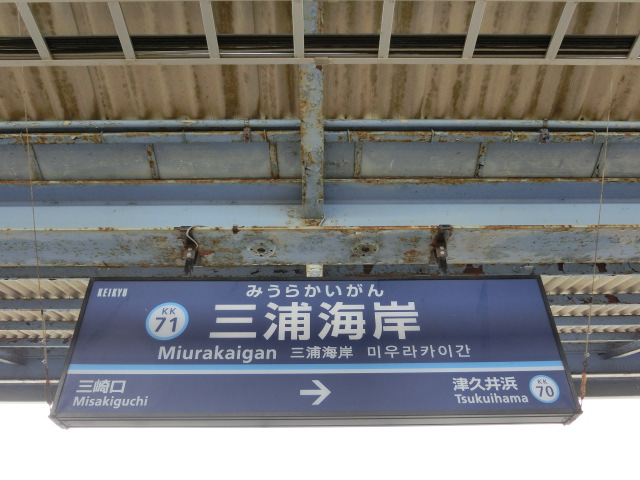 KEIKYU
みうらかいがん
KK
71
三浦海岸
Miurakaigan 三浦海岸 미우라카이간
三崎口
Misakiguchi
→
津久井浜
Tsukuihama
KK
70